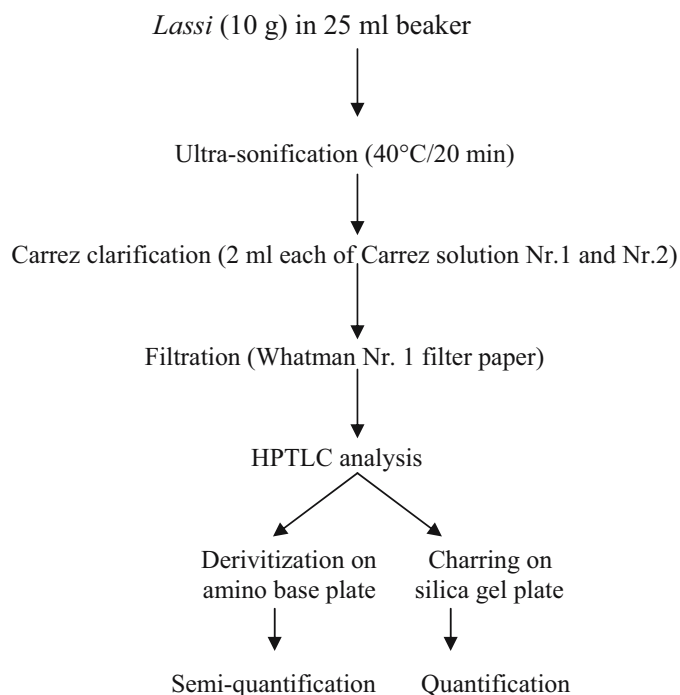 Lassi (10 g) in 25 ml beaker
Ultra-sonification (40°C/20 min)
Carrez clarification (2 ml each of Carrez solution Nr.1 and Nr.2)
Filtration (Whatman Nr. 1 filter paper)
HPTLC analysis
Derivitization on
amino base plate
Charring on
silica gel plate
Semi-quantification
Quantification